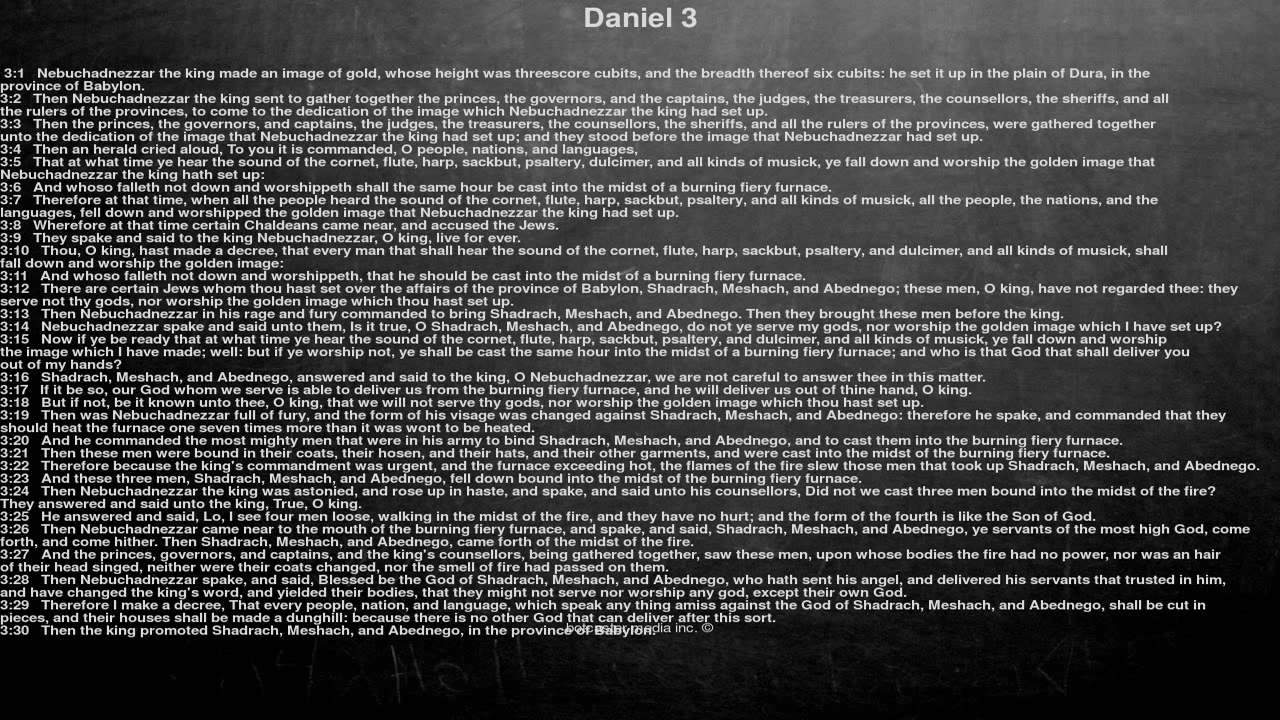 Daniel 3
3:1 Nebuchadnezzar the king made an image of gold, whose height was threescore cubits, and the breadth thereof six cubits: he set it up in the plain of Dura, in the
province of Babylon.
3:2 Then Nebuchadnezzar the king sent to gather together the princes, the governors, and the captains, the judges, the treasurers, the counsellors, the sheriffs, and all
the rulers of the provinces, to come to the dedication of the image which Nebuchadnezzar the king had set up.
3:3 Then the princes, the governors, and captains, the judges, the treasurers, the counsellors, the sheriffs, and all the rulers of the provinces, were gathered together
unto the dedication of the image that Nebuchadnezzar the king had set up; and they stood before the image that Nebuchadnezzar had set up.
3:4 Then an herald cried aloud, To you it is commanded, O people, nations, and languages,
3:5 That at what time ye hear the sound of the cornet, flute, harp, sackbut, psaltery, dulcimer, and all kinds of musick, ye fall down and worship the golden image that
Nebuchadnezzar the king hath set up:
3:6 And whoso falleth not down and worshippeth shall the same hour be cast into the midst of a burning fiery furnace.
3:7 Therefore at that time, when all the people heard the sound of the cornet, flute, harp, sackbut, psaltery, and all kinds of musick, all the people, the nations, and the
languages, fell down and worshipped the golden image that Nebuchadnezzar the king had set up.
3:8 Wherefore at that time certain Chaldeans came near, and accused the Jews.
3:9 They spake and said to the king Nebuchadnezzar, O king, live for ever.
3:10 Thou, O king, hast made a decree, that every man that shall hear the sound of the cornet, flute, harp, sackbut, psaltery, and dulcimer, and all kinds of musick, shall
fall down and worship the golden image:
3:11 And whoso falleth not down and worshippeth, that he should be cast into the midst of a burning fiery furnace.
3:12 There are certain Jews whom thou hast set over the affairs of the province of Babylon, Shadrach, Meshach, and Abednego; these men, O king, have not regarded thee: they
serve not thy gods, nor worship the golden image which thou hast set up.
3:13 Then Nebuchadnezzar in his rage and fury commanded to bring Shadrach, Meshach, and Abednego. Then they brought these men before the king.
3:14 Nebuchadnezzar spake and said unto them, Is it true, O Shadrach, Meshach, and Abednego, do not ye serve my gods, nor worship the golden image which I have set up?
3:15 Now if ye be ready that at what time ye hear the sound of the cornet, flute, harp, sackbut, psaltery, and dulcimer, and all kinds of musick, ye fall down and worship
the image which I have made; well: but if ye worship not, ye shall be cast the same hour into the midst of a burning fiery furnace; and who is that God that shall deliver you
out of my hands?
3:16 Shadrach, Meshach, and Abednego, answered and said to the king, O Nebuchadnezzar, we are not careful to answer thee in this matter.
3:17 If it be so, our God whom we serve is able to deliver us from the burning fiery furnace, and he will deliver us out of thine hand, O king.
3:18 But if not, be it known unto thee, O king, that we will not serve thy gods, nor worship the golden image which thou hast set up.
3:19 Then was Nebuchadnezzar full of fury, and the form of his visage was changed against Shadrach, Meshach, and Abednego: therefore he spake, and commanded that they
should heat the furnace one seven times more than it was wont to be heated.
3:20 And he commanded the most mighty men that were in his army to bind Shadrach, Meshach, and Abednego, and to cast them into the burning fiery furnace.
3:21 Then these men were bound in their coats, their hosen, and their hats, and their other garments, and were cast into the midst of the burning fiery furnace.
3:22 Therefore because the king's commandment was urgent, and the furnace exceeding hot, the flames of the fire slew those men that took up Shadrach, Meshach, and Abednego.
3:23 And these three men, Shadrach, Meshach, and Abednego, fell down bound into the midst of the burning fiery furnace.
3:24 Then Nebuchadnezzar the king was astonied, and rose up in haste, and spake, and said unto his counsellors, Did not we cast three men bound into the midst of the fire?
They answered and said unto the king, True, O king.
3:25 He answered and said, Lo, I see four men loose, walking in the midst of the fire, and they have no hurt; and the form of the fourth is like the Son of God.
3:26 Then Nebuchadnezzar came near to the mouth of the burning fiery furnace, and spake, and said, Shadrach, Meshach, and Abednego, ye servants of the most high God, come
forth, and come hither. Then Shadrach, Meshach, and Abednego, came forth of the midst of the fire.
3:27 And the princes, governors, and captains, and the king's counsellors, being gathered together, saw these men, upon whose bodies the fire had no power, nor was an hair
of their head singed, neither were their coats changed, nor the smell of fire had passed on them.
3:28 Then Nebuchadnezzar spake, and said, Blessed be the God of Shadrach, Meshach, and Abednego, who hath sent his angel, and delivered his servants that trusted in him,
and have changed the king's word, and yielded their bodies, that they might not serve nor worship any god, except their own God.
3:29 Therefore I make a decree, That every people, nation, and language, which speak any thing amiss against the God of Shadrach, Meshach, and Abednego, shall be cut in
pieces, and their houses shall be made a dunghill: because there is no other God that can deliver after this sort.
3:30 Then the king promoted Shadrach, Meshach, and Abednego, in the province of Babylon.
media inc. ©